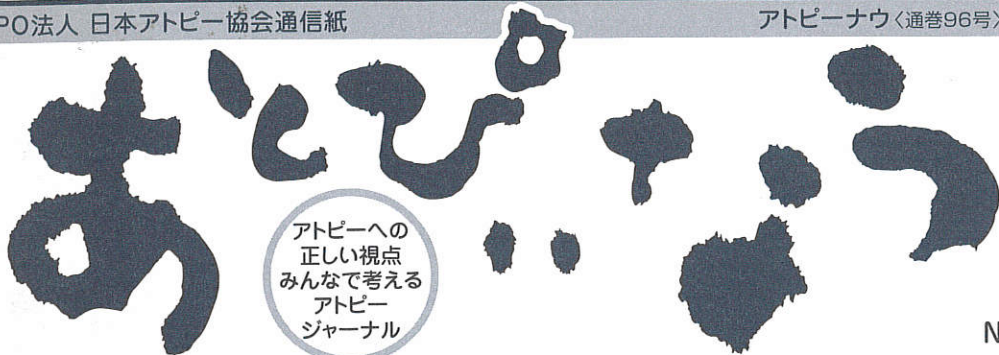 PO法人 日本アトピー協会通信紙
アトピーナウ〈通巻96号〉
あとぴいなう
アトピーへの
正しい視点
みんなで考える
アトピー
ジャーナル
N